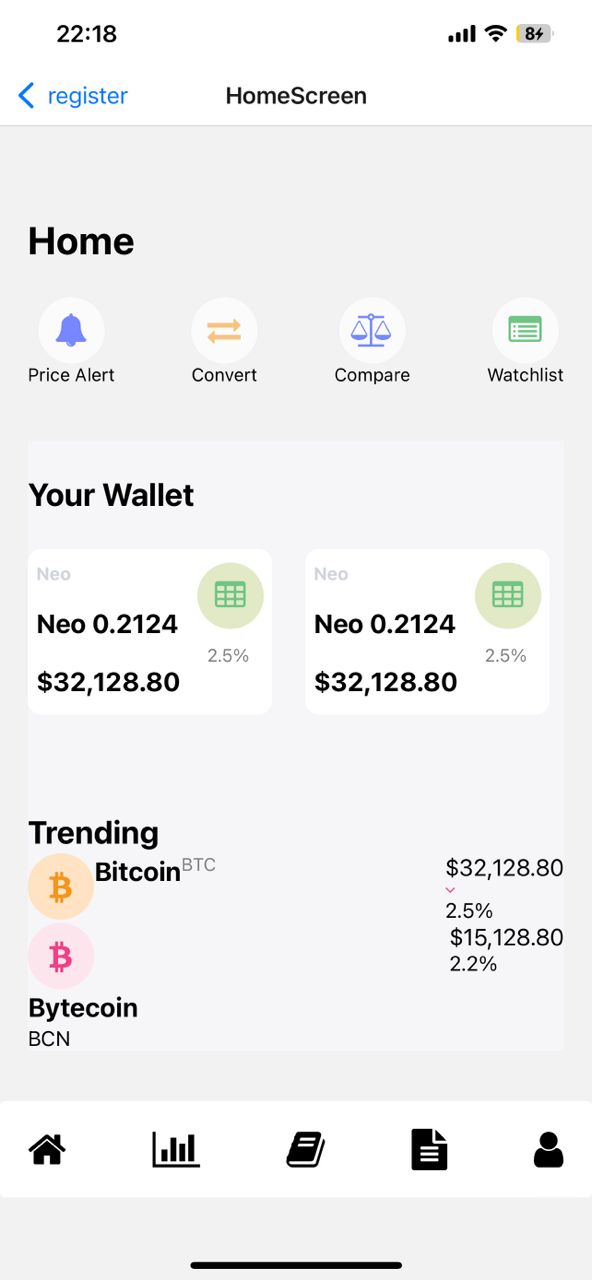 22:18
8
register
HomeScreen
Home
Price Alert
Convert
Compare
Watchlist
Your Wallet
Neo
Neo 0.2124
2.5%
$32,128.80
Neo
Neo 0.2124
2.5%
$32,128.80
Trending
Bitcoin BTC
$32,128.80
2.5%
$15,128.80
2.2%
Bytecoin
BCN